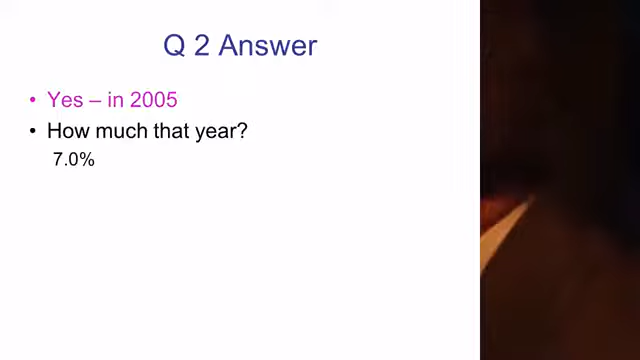 Q 2 Answer
• Yes – in 2005
• How much that year?
7.0%